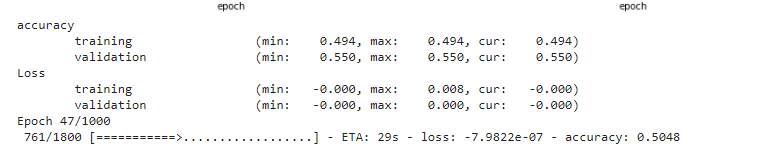 epoch epoch
accuracy
training (min: 0.494, max: 0.494, cur: 0.494)
validation (min: 0.550, max: 0.550, cur: 0.550)
Loss
training (min: -0.000, max: 0.008, cur: -0.000)
validation (min: -0.000, max: 0.000, cur: -0.000)
Epoch 47/1000
761/1800 [===========>..................] - ETA: 29s - loss: -7.9822e-07 - accuracy: 0.5048